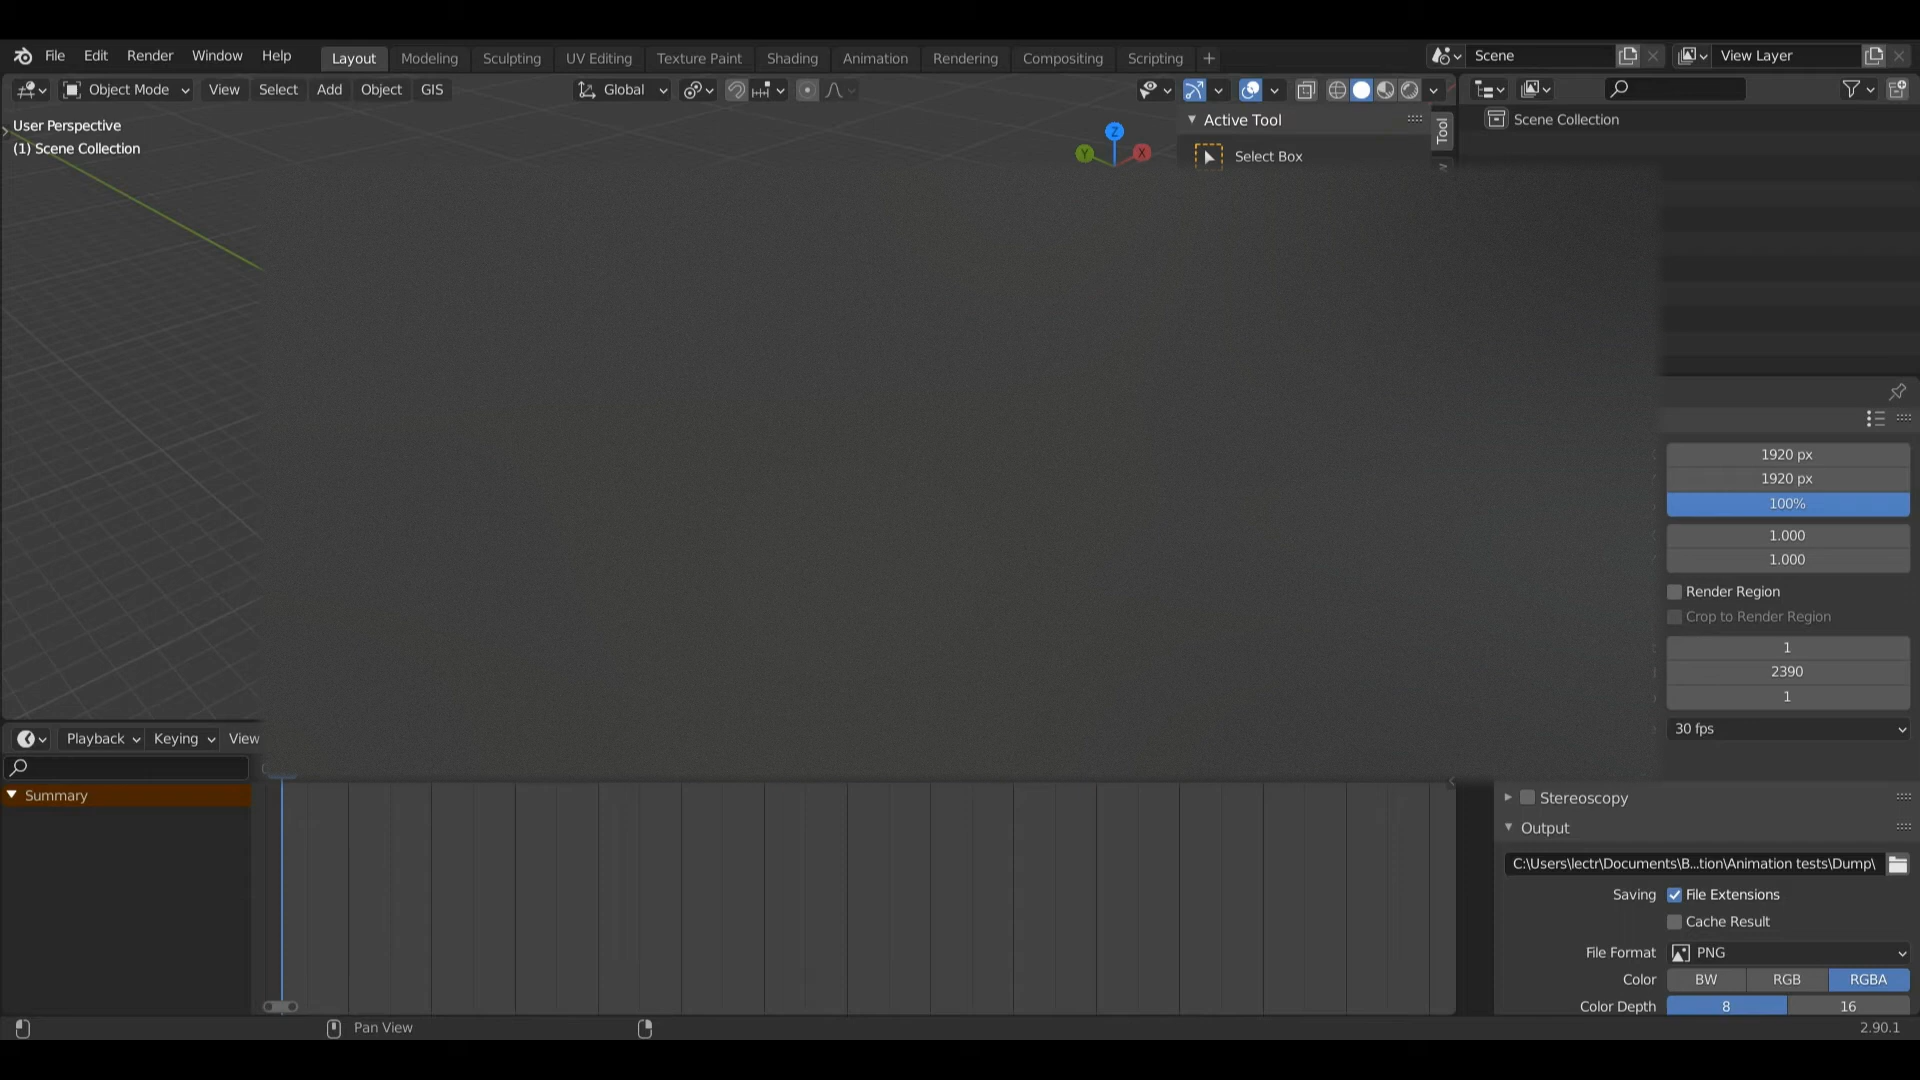 File Edit Render Window Help Layout Modeling Sculpting UV Editing Texture Paint Shading Animation Rendering Compositing Scripting + Scene View Layer
Object Mode View Select Add Object GIS Global
User Perspective
(1) Scene Collection
Z
Y
X
Active Tool
Select Box
Tool
Scene Collection
1920 px
1920 px
100%
1.000
1.000
Render Region
Crop to Render Region
1
2390
1
30 fps
Playback Keying View
Summary
Stereoscopy
Output
C:\Users\lectr\Documents\B...tion\Animation tests\Dump\
Saving File Extensions
Cache Result
File Format PNG
Color BW RGB RGBA
Color Depth 8 16
Pan View
2.90.1